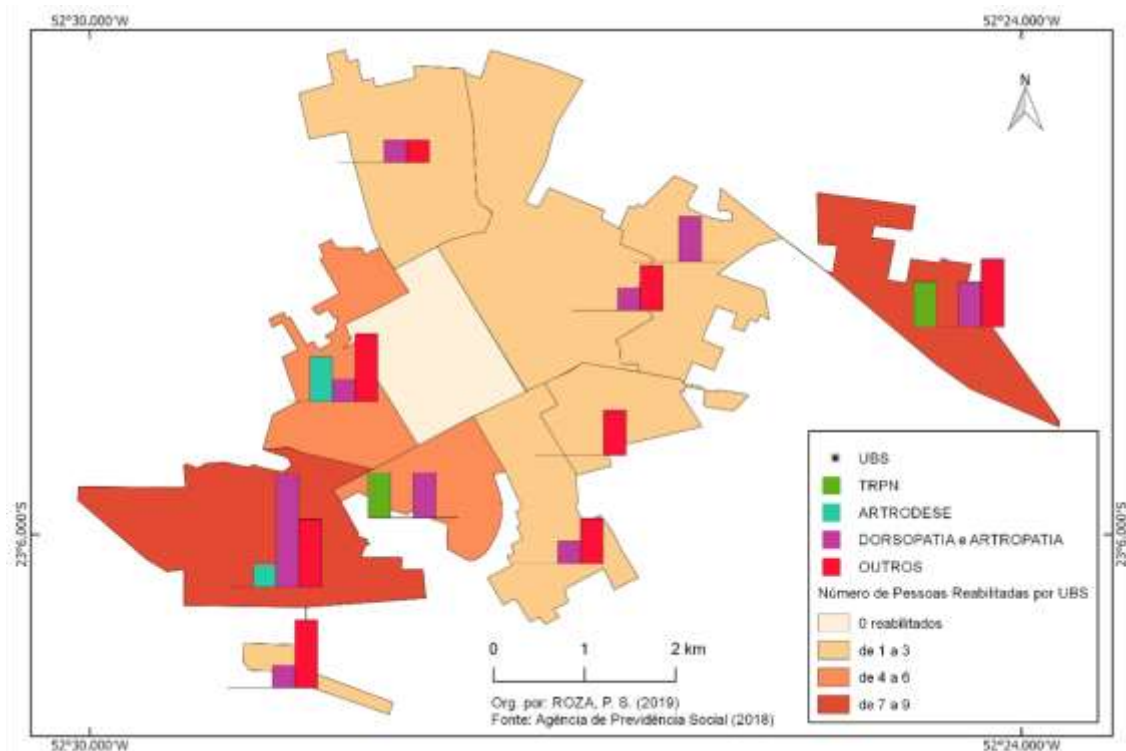 52°30.000'W
52°24.000'W
N
23°6.000'S
23°6.000'S
UBS
TRPN
ARTRODESE
DORSOPATIA e ARTROPATIA
OUTROS
Número de Pessoas Reabilitadas por UBS
0 reabilitados
de 1 a 3
de 4 a 6
de 7 a 9
0 1 2 km
Org. por: ROZA, P. S. (2019)
Fonte: Agência de Previdência Social (2018)
52°30.000'W
52°24.000'W